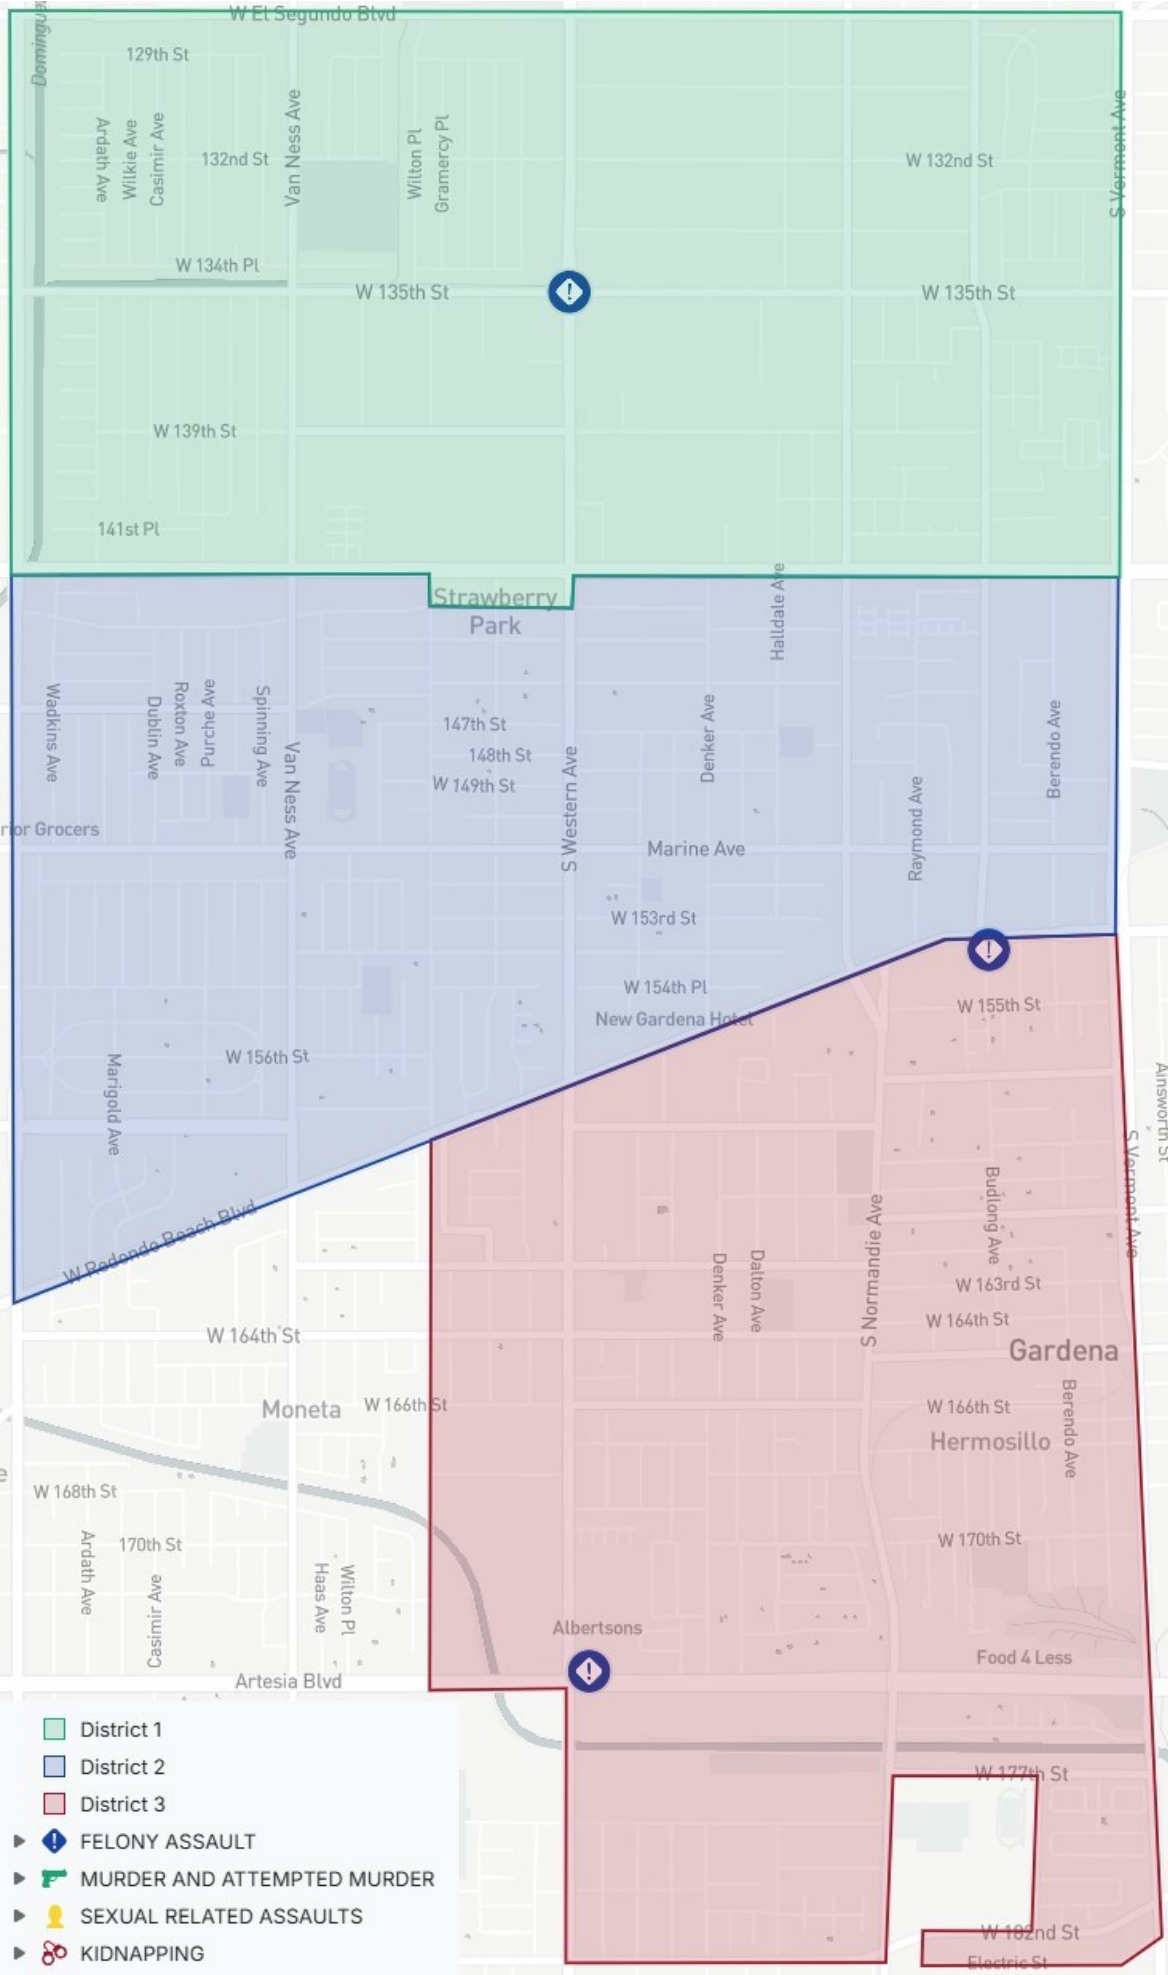 W El Segundo Blvd
129th St
Ardath Ave
Wilkie Ave
Casimir Ave
132nd St
Van Ness Ave
Wilton Pl
Gramercy Pl
W 132nd St
S Vermont Ave
W 134th Pl
W 135th St
W 135th St
W 139th St
141st Pl
Strawberry
Park
Halldale Ave
Wadkins Ave
Dublin Ave
Roxton Ave
Purche Ave
Spinning Ave
Van Ness Ave
147th St
148th St
W 149th St
S Western Ave
Denker Ave
Raymond Ave
Berendo Ave
rior Grocers
Marine Ave
W 153rd St
W 154th Pl
New Gardena Hotel
W 155th St
W 156th St
Marigold Ave
Ainsworth St
S Vermont Ave
Budlong Ave
W Redondo Beach Blvd
Denker Ave
Dalton Ave
S Normandie Ave
W 163rd St
W 164th St
W 164th St
Gardena
Moneta
W 166th St
W 166th St
Berendo Ave
Hermosillo
W 168th St
170th St
W 170th St
Ardath Ave
Casimir Ave
Haas Ave
Wilton Pl
Albertsons
Food 4 Less
Artesia Blvd
W 177th St
W 182nd St
Electric St
District 1
District 2
District 3
FELONY ASSAULT
MURDER AND ATTEMPTED MURDER
SEXUAL RELATED ASSAULTS
KIDNAPPING